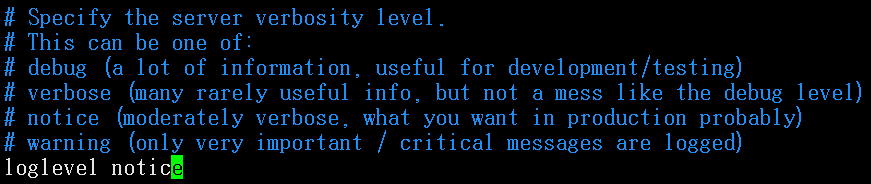 # Specify the server verbosity level.
# This can be one of:
# debug (a lot of information, useful for development/testing)
# verbose (many rarely useful info, but not a mess like the debug level)
# notice (moderately verbose, what you want in production probably)
# warning (only very important / critical messages are logged)
loglevel notice